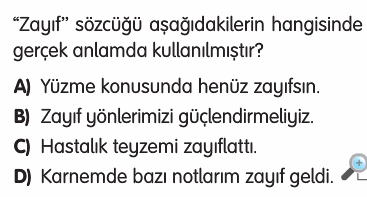 “Zayıf” sözcüğü aşağıdakilerin hangisinde
gerçek anlamda kullanılmıştır?
A) Yüzme konusunda henüz zayıfsın.
B) Zayıf yönlerimizi güçlendirmeliyiz.
C) Hastalık teyzemi zayıflattı.
D) Karnemde bazı notlarım zayıf geldi.